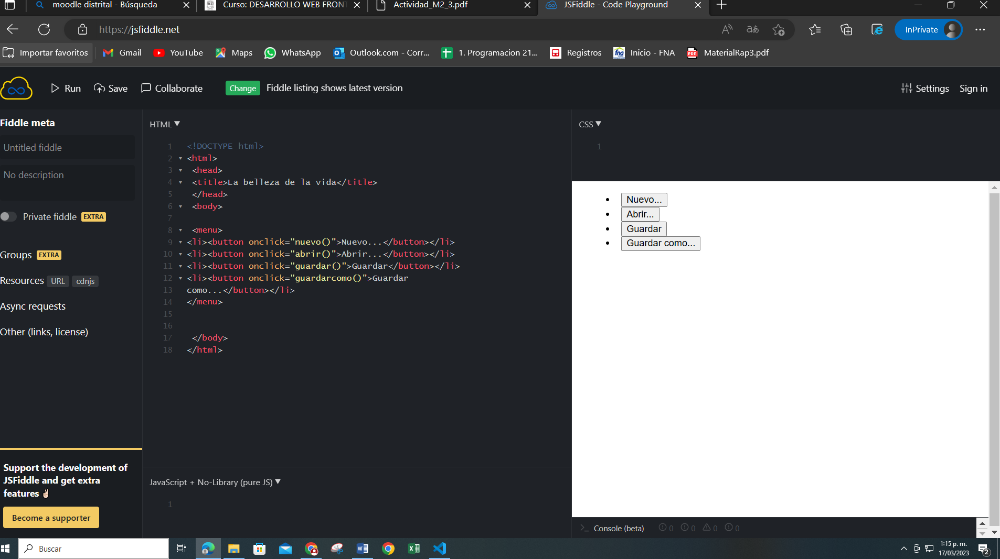 moodle distrital - Búsqueda
Curso: DESARROLLO WEB FRONT
Actividad_M2_3.pdf
JSFiddle - Code Playground
https://jsfiddle.net
InPrivate
Importar favoritos
Gmail
YouTube
Maps
WhatsApp
Outlook.com - Corr...
1. Programacion 21...
Registros
Inicio - FNA
MaterialRap3.pdf
Run
Save
Collaborate
Change
Fiddle listing shows latest version
Settings
Sign in
Fiddle meta
Untitled fiddle
No description
Private fiddle EXTRA
Groups EXTRA
Resources URL cdnjs
Async requests
Other (links, license)
Support the development of
JSFiddle and get extra
features ✌🏻
Become a supporter
HTML ▼
1 <!DOCTYPE html>
2 <html>
3 <head>
4 <title>La belleza de la vida</title>
5 </head>
6 <body>
7
8 <menu>
9 <li><button onclick="nuevo()">Nuevo...</button></li>
10 <li><button onclick="abrir()">Abrir...</button></li>
11 <li><button onclick="guardar()">Guardar</button></li>
12 <li><button onclick="guardarcomo()">Guardar
13 como...</button></li>
14 </menu>
15
16
17 </body>
18 </html>
JavaScript + No-Library (pure JS) ▼
1
CSS ▼
1
• Nuevo...
• Abrir...
• Guardar
• Guardar como...
>_ Console (beta) 0 0 0 0
Buscar
1:15 p. m.
17/03/2023
2